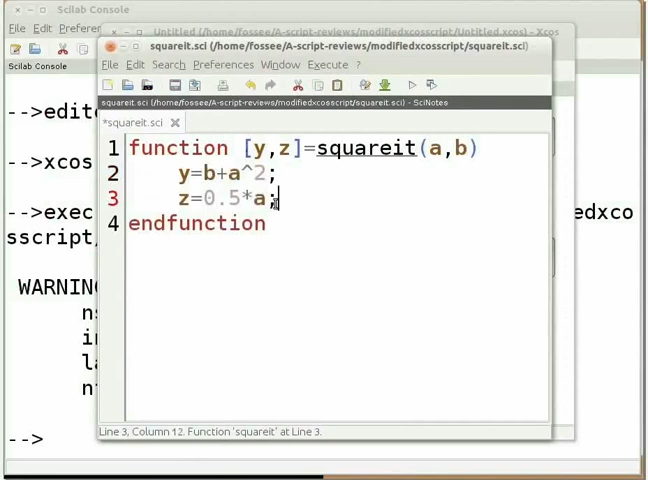 Scilab Console
File Edit Preferen
Untitled (/home/fossee/A-script-reviews/modifiedxcosscript/Untitled.xcos) - Xcos
squareit.sci (/home/fossee/A-script-reviews/modifiedxcosscript/squareit.sci)
File Edit Search Preferences Window Execute ?
Scilab Console
squareit.sci (/home/fossee/A-script-reviews/modifiedxcosscript/squareit.sci) - SciNotes
*squareit.sci
-->edito
-->xcos
-->exec
edxco
sscript/
WARNING
1 function [y,z]=squareit(a,b)
2 y=b+a^2;
3 z=0.5*a;
4 endfunction
-->
Line 3, Column 12. Function 'squareit' at Line 3.